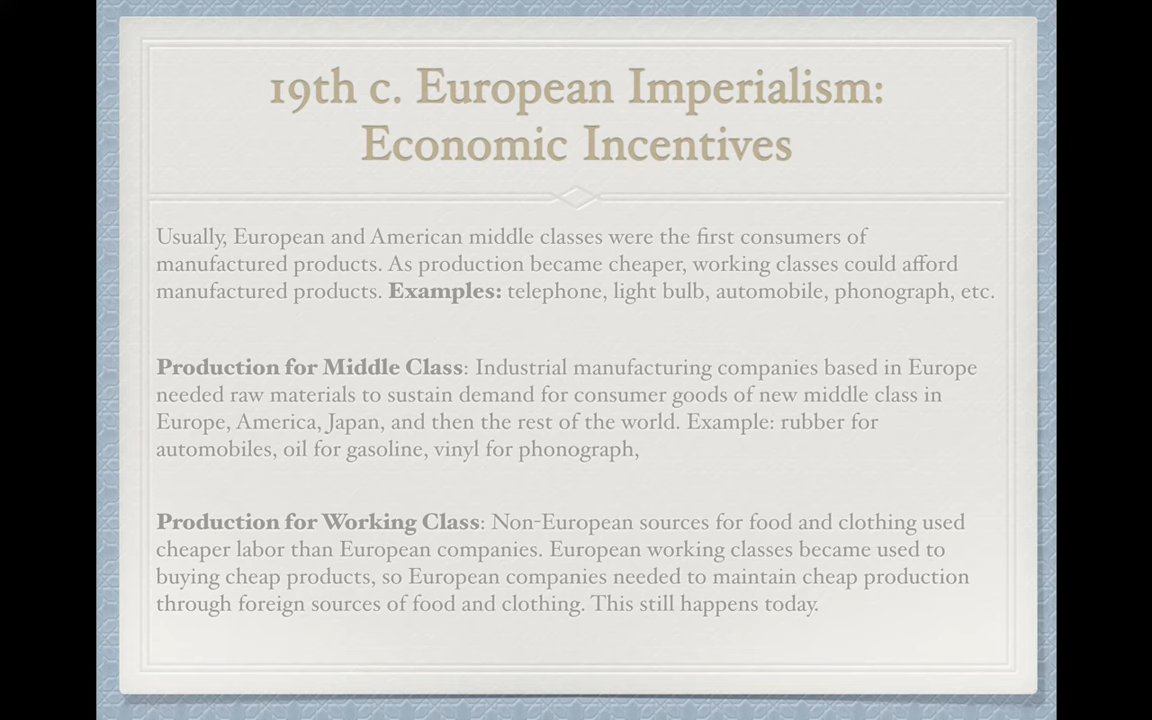 19th c. European Imperialism:
Economic Incentives
Usually, European and American middle classes were the first consumers of
manufactured products. As production became cheaper, working classes could afford
manufactured products. Examples: telephone, light bulb, automobile, phonograph, etc.
Production for Middle Class: Industrial manufacturing companies based in Europe
needed raw materials to sustain demand for consumer goods of new middle class in
Europe, America, Japan, and then the rest of the world. Example: rubber for
automobiles, oil for gasoline, vinyl for phonograph,
Production for Working Class: Non-European sources for food and clothing used
cheaper labor than European companies. European working classes became used to
buying cheap products, so European companies needed to maintain cheap production
through foreign sources of food and clothing. This still happens today.